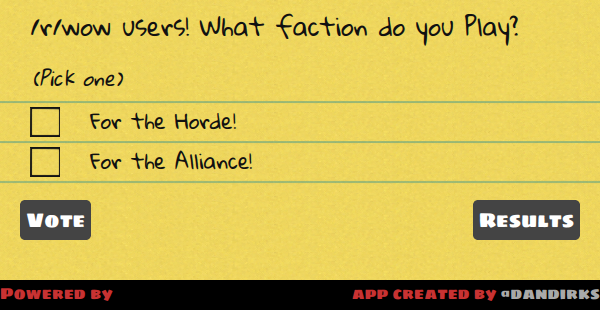 /r/wow users! What faction do you Play?
(Pick one)
For the Horde!
For the Alliance!
Vote Results
Powered by app created by @dandirks